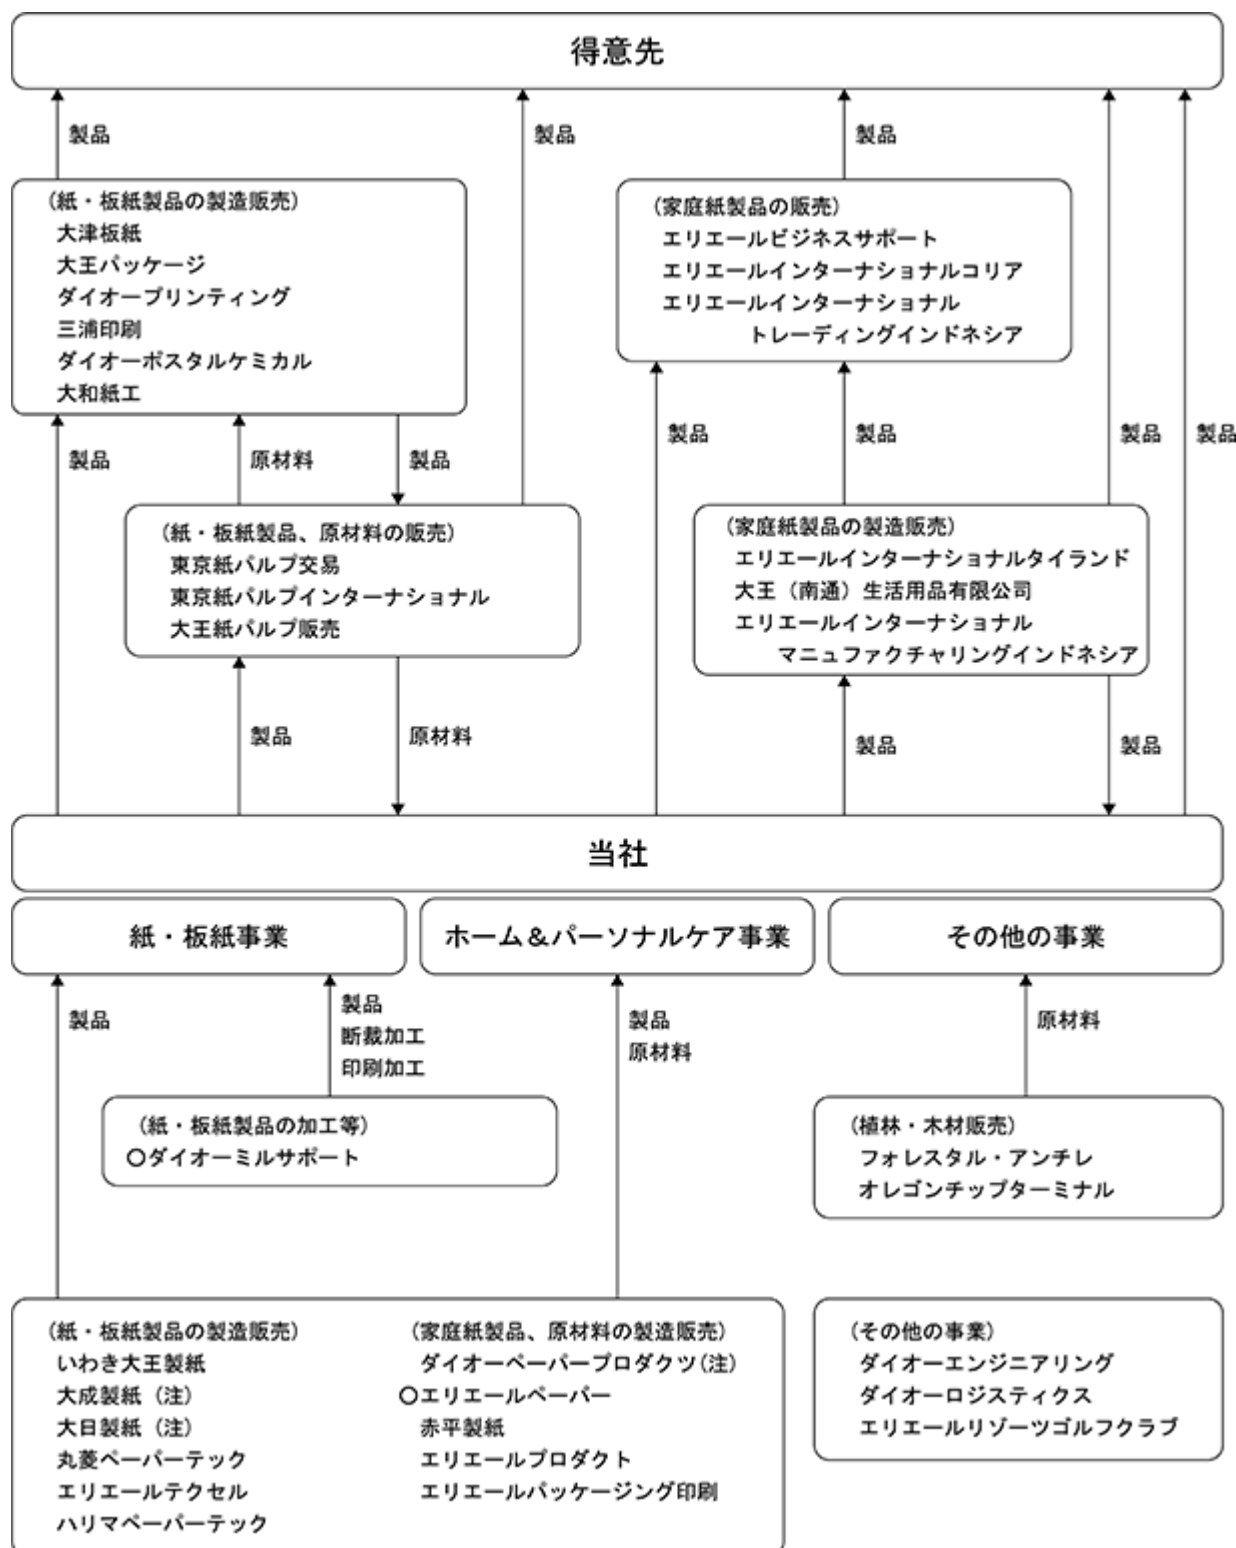 得意先
製品
製品
製品
製品
製品
(紙・板紙製品の製造販売)
大津板紙
大王パッケージ
ダイオープリンティング
三浦印刷
ダイオーポスタルケミカル
大和紙工
(家庭紙製品の販売)
エリエールビジネスサポート
エリエールインターナショナルコリア
エリエールインターナショナル
トレーディングインドネシア
製品
原材料
製品
製品
製品
製品
(紙・板紙製品、原材料の販売)
東京紙パルプ交易
東京紙パルプインターナショナル
大王紙パルプ販売
(家庭紙製品の製造販売)
エリエールインターナショナルタイランド
大王（南通）生活用品有限公司
エリエールインターナショナル
マニュファクチャリングインドネシア
製品
原材料
製品
製品
当社
紙・板紙事業
ホーム＆パーソナルケア事業
その他の事業
製品
製品
断裁加工
印刷加工
製品
原材料
原材料
(紙・板紙製品の加工等)
○ダイオーミルサポート
(植林・木材販売)
フォレスタル・アンチレ
オレゴンチップターミナル
(紙・板紙製品の製造販売)
いわき大王製紙
大成製紙（注）
大日製紙（注）
丸菱ペーパーテック
エリエールテクセル
ハリマペーパーテック
(家庭紙製品、原材料の製造販売)
ダイオーペーパープロダクツ(注)
○エリエールペーパー
赤平製紙
エリエールプロダクト
エリエールパッケージング印刷
(その他の事業)
ダイオーエンジニアリング
ダイオーロジスティクス
エリエールリゾーツゴルフクラブ